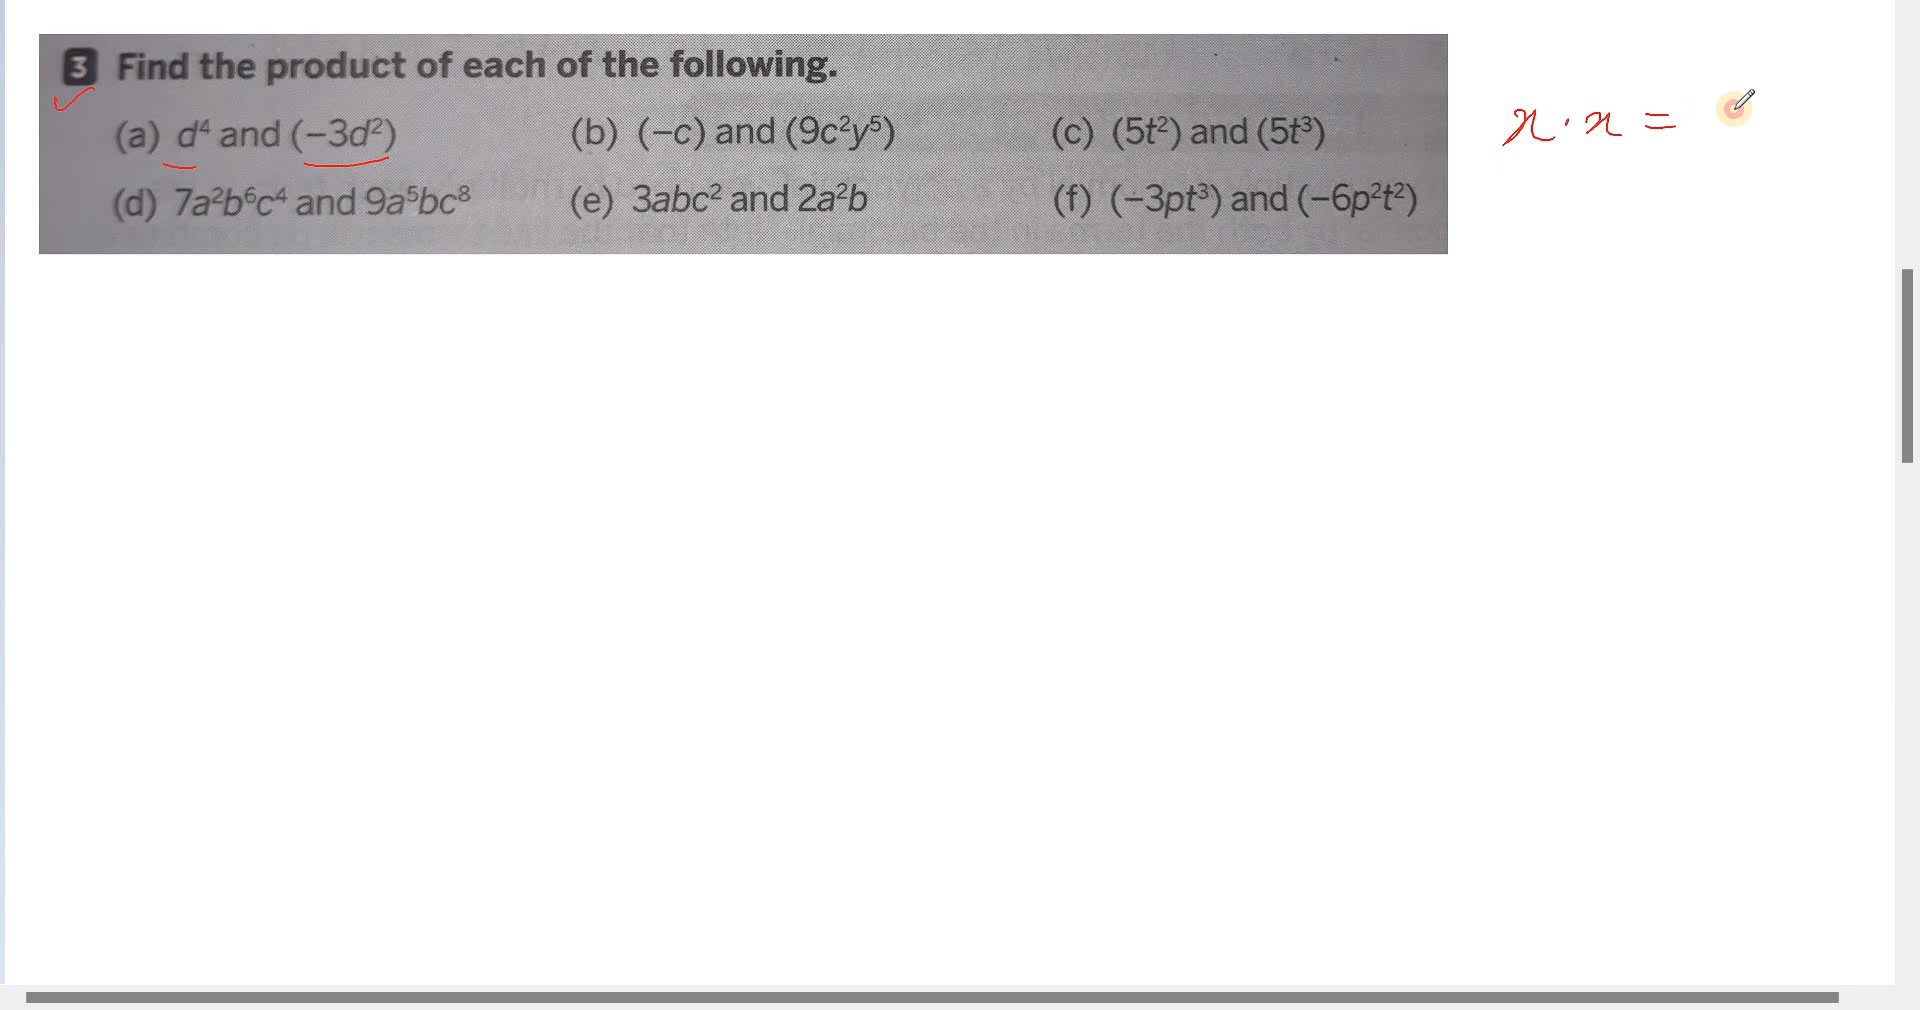 3 Find the product of each of the following.
(a) d⁴ and (−3d²) (b) (−c) and (9c²y⁵) (c) (5t²) and (5t³)
(d) 7a²b⁶c⁴ and 9a⁵bc⁸ (e) 3abc² and 2a²b (f) (−3pt³) and (−6p²t²)
x · x =